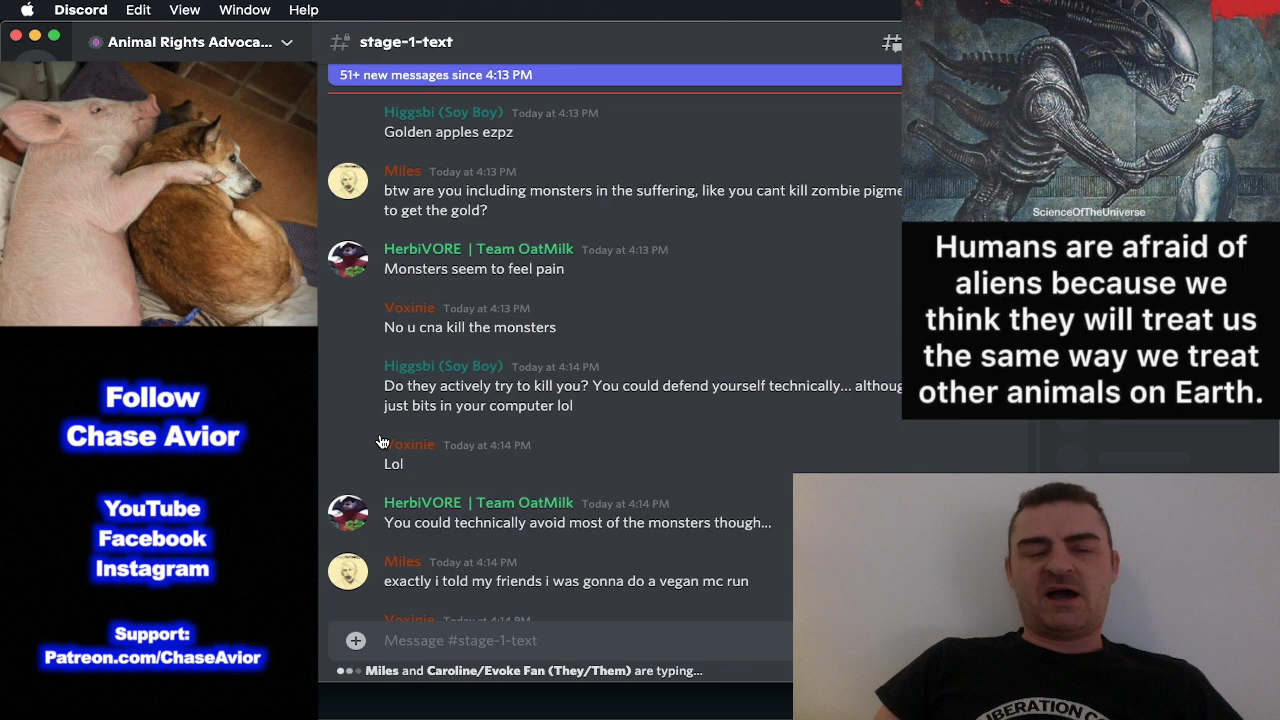 Discord Edit View Window Help
Animal Rights Advoca...
stage-1-text
51+ new messages since 4:13 PM
Higgsbi (Soy Boy) Today at 4:13 PM
Golden apples ezpz
Miles Today at 4:13 PM
btw are you including monsters in the suffering, like you cant kill zombie pigme
to get the gold?
HerbiVORE | Team OatMilk Today at 4:13 PM
Monsters seem to feel pain
Voxinie Today at 4:13 PM
No u cna kill the monsters
Higgsbi (Soy Boy) Today at 4:14 PM
Do they actively try to kill you? You could defend yourself technically... althoug
just bits in your computer lol
Voxinie Today at 4:14 PM
Lol
HerbiVORE | Team OatMilk Today at 4:14 PM
You could technically avoid most of the monsters though...
Miles Today at 4:14 PM
exactly i told my friends i was gonna do a vegan mc run
Voxinie Today at 4:14 PM
Message #stage-1-text
Miles and Caroline/Evoke Fan (They/Them) are typing...
Follow
Chase Avior
YouTube
Facebook
Instagram
Support:
Patreon.com/ChaseAvior
ScienceOfTheUniverse
Humans are afraid of
aliens because we
think they will treat us
the same way we treat
other animals on Earth.
IBERATION C